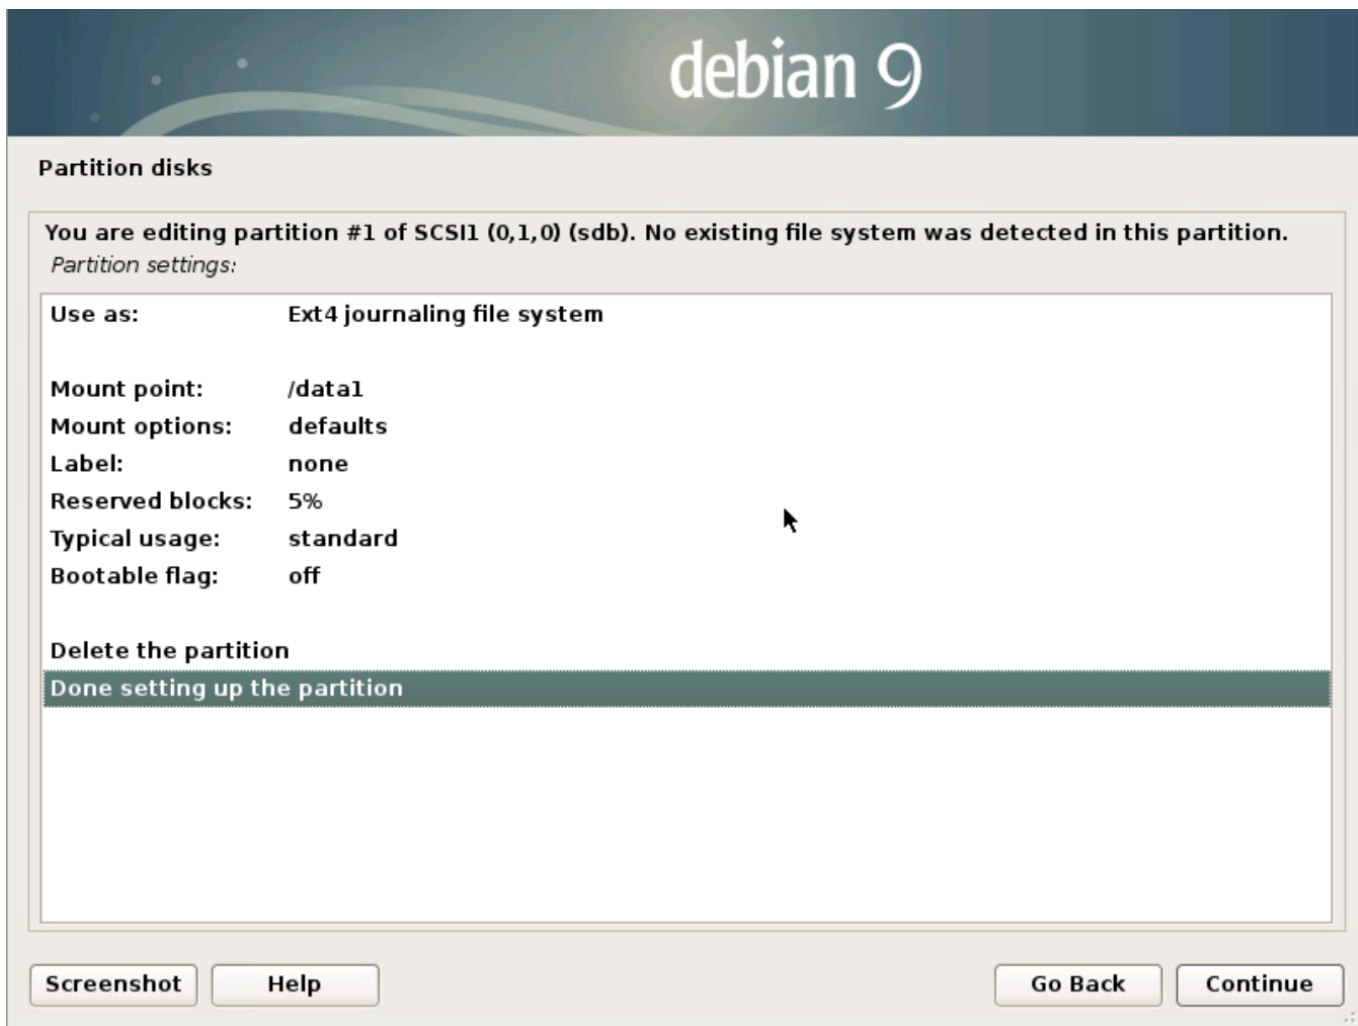 debian 9
Partition disks
You are editing partition #1 of SCSI1 (0,1,0) (sdb). No existing file system was detected in this partition.
Partition settings:
Use as: Ext4 journaling file system
Mount point: /data1
Mount options: defaults
Label: none
Reserved blocks: 5%
Typical usage: standard
Bootable flag: off
Delete the partition
Done setting up the partition
Screenshot Help Go Back Continue